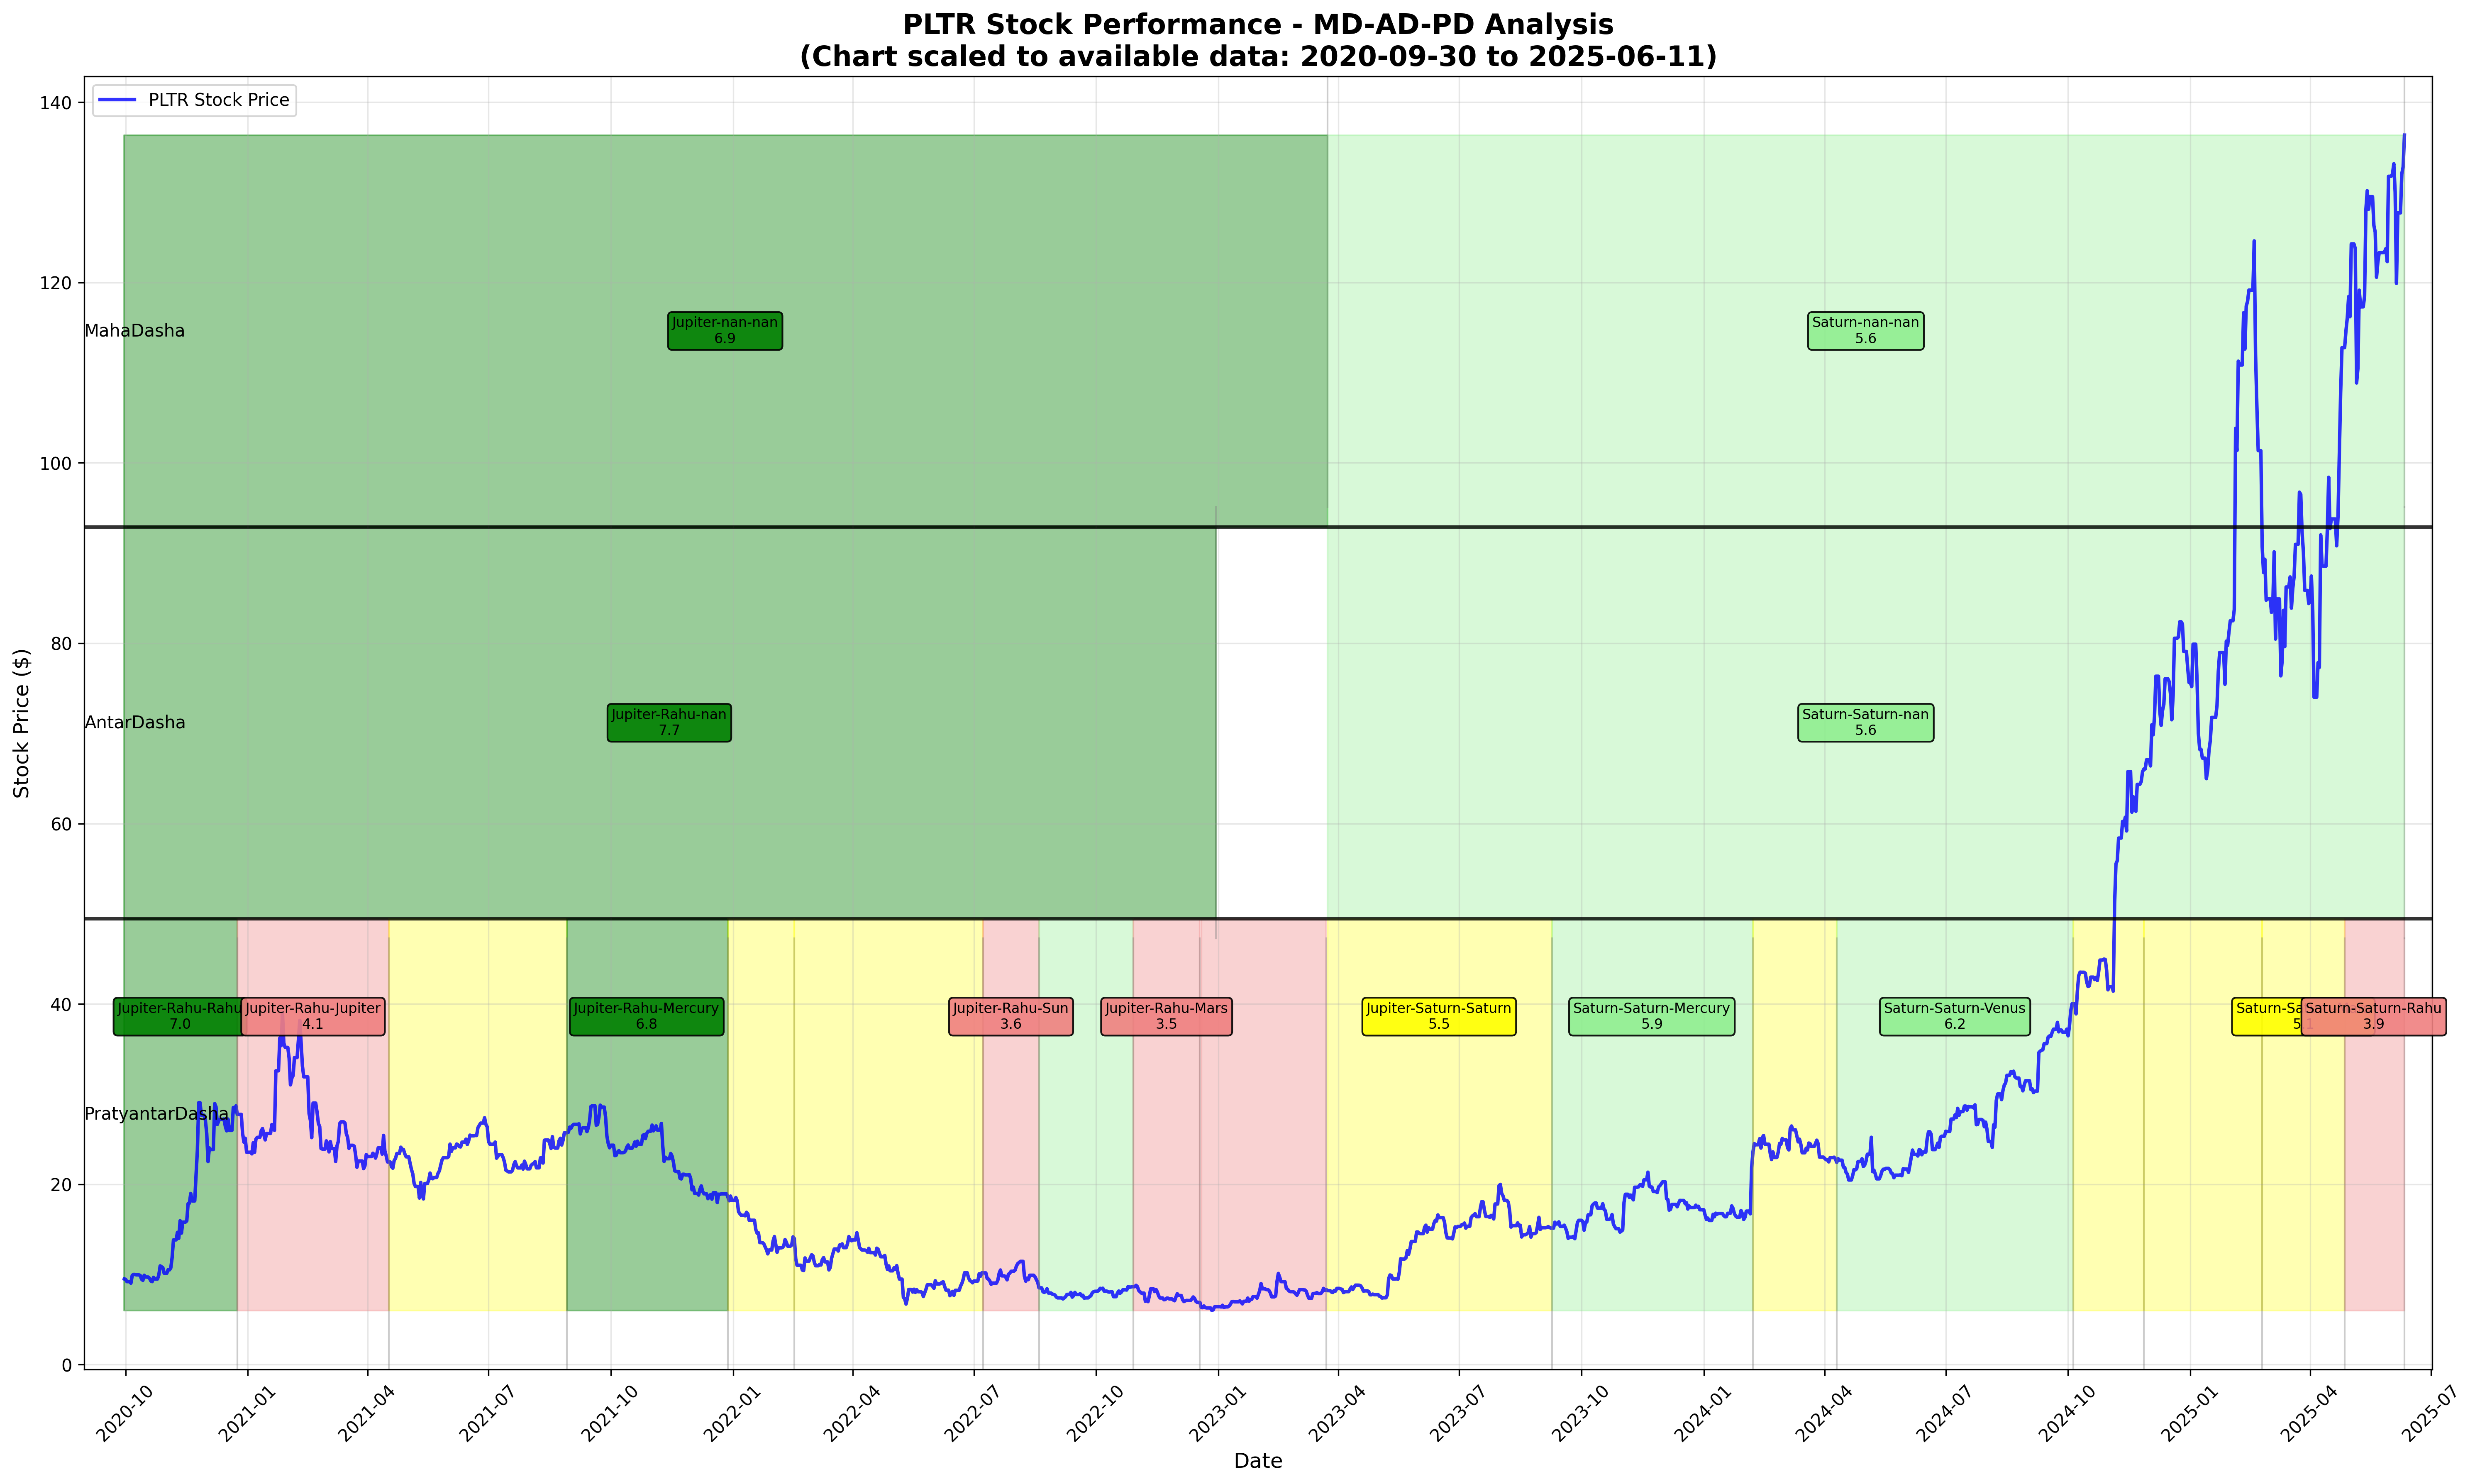 PLTR Stock Performance - MD-AD-PD Analysis
(Chart scaled to available data: 2020-09-30 to 2025-06-11)
PLTR Stock Price
Stock Price ($)
140
120
100
80
60
40
20
0
MahaDasha
Jupiter-nan-nan
6.9
Saturn-nan-nan
5.6
AntarDasha
Jupiter-Rahu-nan
7.7
Saturn-Saturn-nan
5.6
Jupiter-Rahu-Rahu
7.0
Jupiter-Rahu-Jupiter
4.1
Jupiter-Rahu-Mercury
6.8
Jupiter-Rahu-Sun
3.6
Jupiter-Rahu-Mars
3.5
Jupiter-Saturn-Saturn
5.5
Saturn-Saturn-Mercury
5.9
Saturn-Saturn-Venus
6.2
Saturn-Saturn-Rahu
3.9
PratyantarDasha
2020-10
2021-01
2021-04
2021-07
2021-10
2022-01
2022-04
2022-07
2022-10
2023-01
2023-04
2023-07
2023-10
2024-01
2024-04
2024-07
2024-10
2025-01
2025-04
2025-07
Date